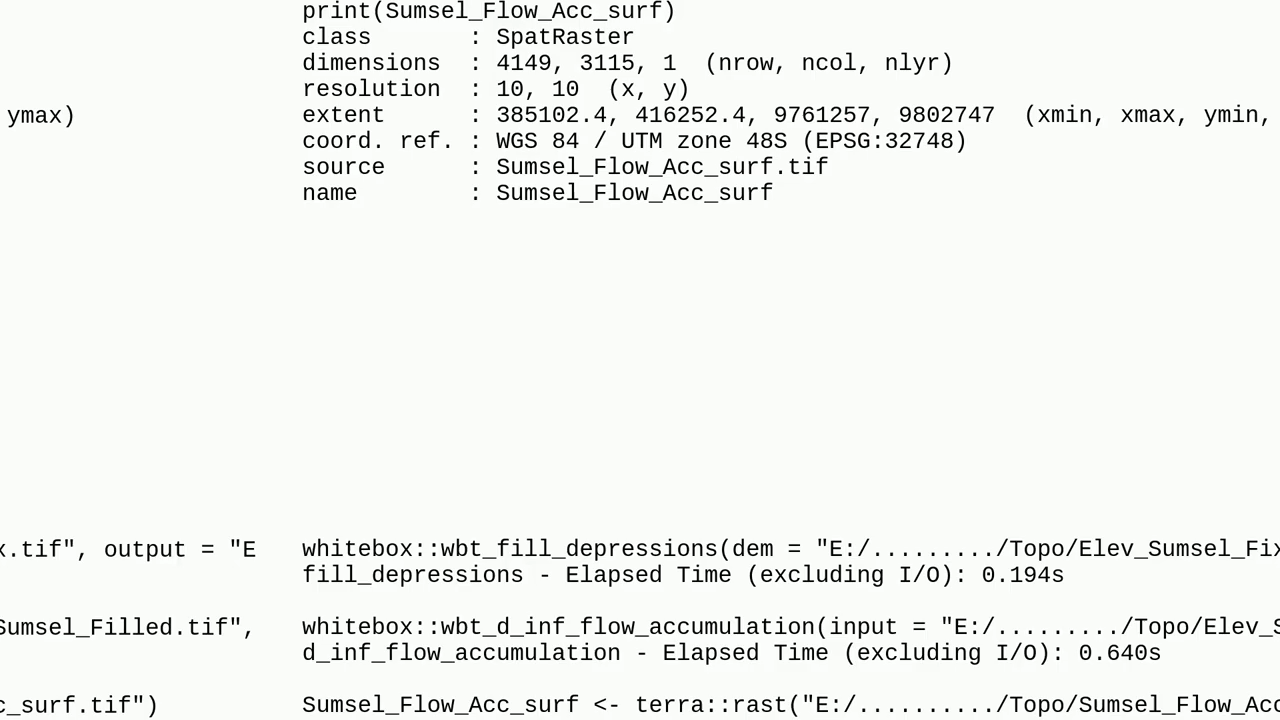 print(Sumsel_Flow_Acc_surf)
class       : SpatRaster
dimensions  : 4149, 3115, 1  (nrow, ncol, nlyr)
resolution  : 10, 10  (x, y)
ymax)
extent      : 385102.4, 416252.4, 9761257, 9802747  (xmin, xmax, ymin,
coord. ref. : WGS 84 / UTM zone 48S (EPSG:32748)
source      : Sumsel_Flow_Acc_surf.tif
name        : Sumsel_Flow_Acc_surf
x.tif", output = "E
whitebox::wbt_fill_depressions(dem = "E:/........./Topo/Elev_Sumsel_Fix
fill_depressions - Elapsed Time (excluding I/O): 0.194s
Sumsel_Filled.tif",
whitebox::wbt_d_inf_flow_accumulation(input = "E:/........./Topo/Elev_S
d_inf_flow_accumulation - Elapsed Time (excluding I/O): 0.640s
c_surf.tif")
Sumsel_Flow_Acc_surf <- terra::rast("E:/........../Topo/Sumsel_Flow_Acc